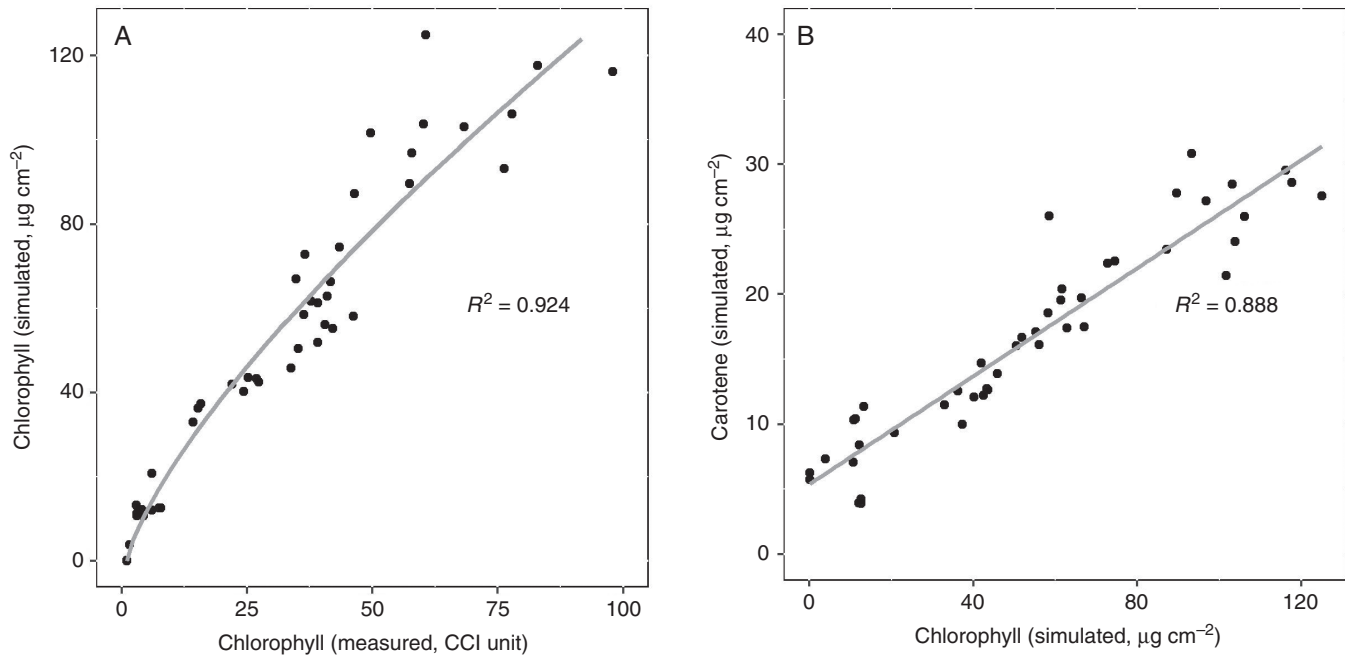 A
Chlorophyll (simulated, μg cm⁻²)
120
80
40
0
R² = 0.924
0 25 50 75 100
Chlorophyll (measured, CCI unit)
B
Carotene (simulated, μg cm⁻²)
40
30
20
10
0
R² = 0.888
0 40 80 120
Chlorophyll (simulated, μg cm⁻²)